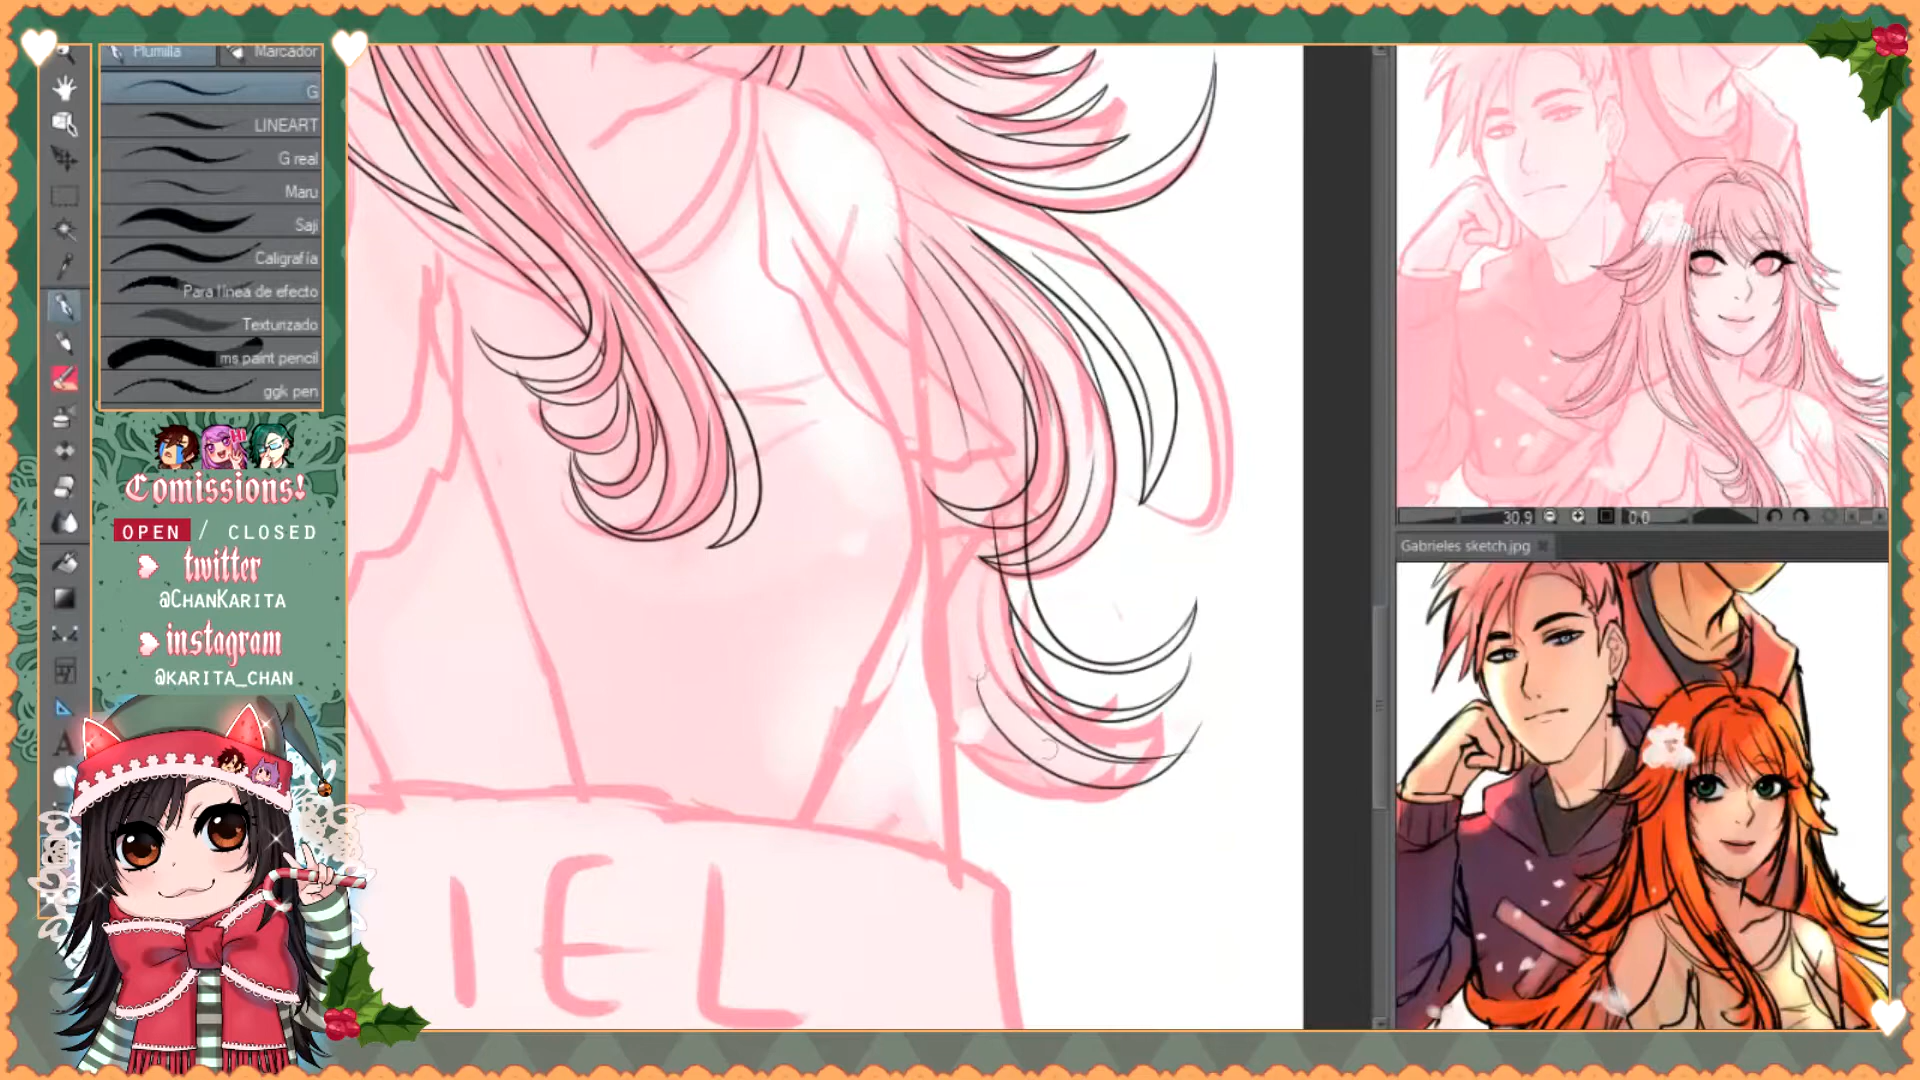 Plumilla
Marcador
G
LINEART
G real
Maru
Saji
Caligrafía
Para línea de efecto
Texturizado
ms paint pencil
ggk pen
Comissions!
OPEN / CLOSED
twitter
@CHANKARITA
instagram
@KARITA_CHAN
IEL
30.9
0.0
Gabrieles sketch.jpg